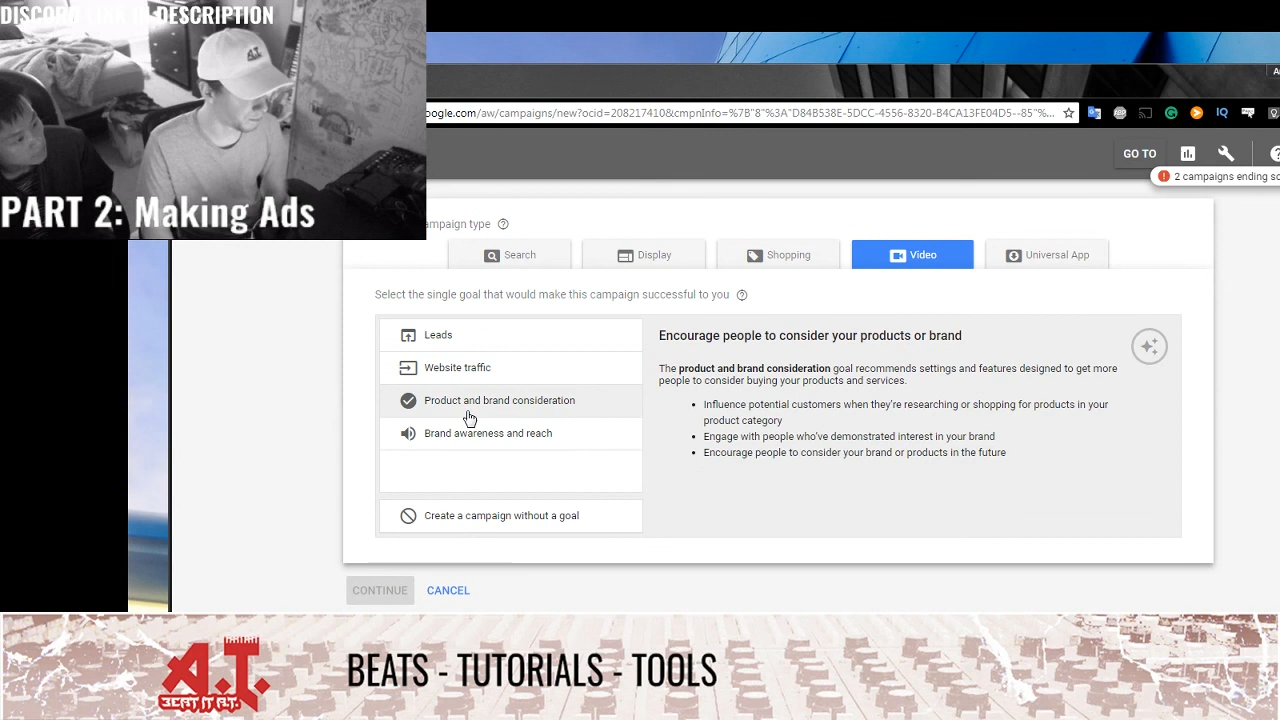 DISCORD LINK IN DESCRIPTION
PART 2: Making Ads
oogle.com/aw/campaigns/new?ocid=208217410&cmpnInfo=%7B"8"%3A"D84B538E-5DCC-4556-8320-B4CA13FE04D5--85"%...
IQ
GO TO
2 campaigns ending so
ampaign type
Search
Display
Shopping
Video
Universal App
Select the single goal that would make this campaign successful to you
Leads
Website traffic
Product and brand consideration
Brand awareness and reach
Create a campaign without a goal
Encourage people to consider your products or brand
The product and brand consideration goal recommends settings and features designed to get more
people to consider buying your products and services.
• Influence potential customers when they're researching or shopping for products in your
product category
• Engage with people who've demonstrated interest in your brand
• Encourage people to consider your brand or products in the future
CONTINUE
CANCEL
A.T.
BEAT IT A.T.
BEATS - TUTORIALS - TOOLS